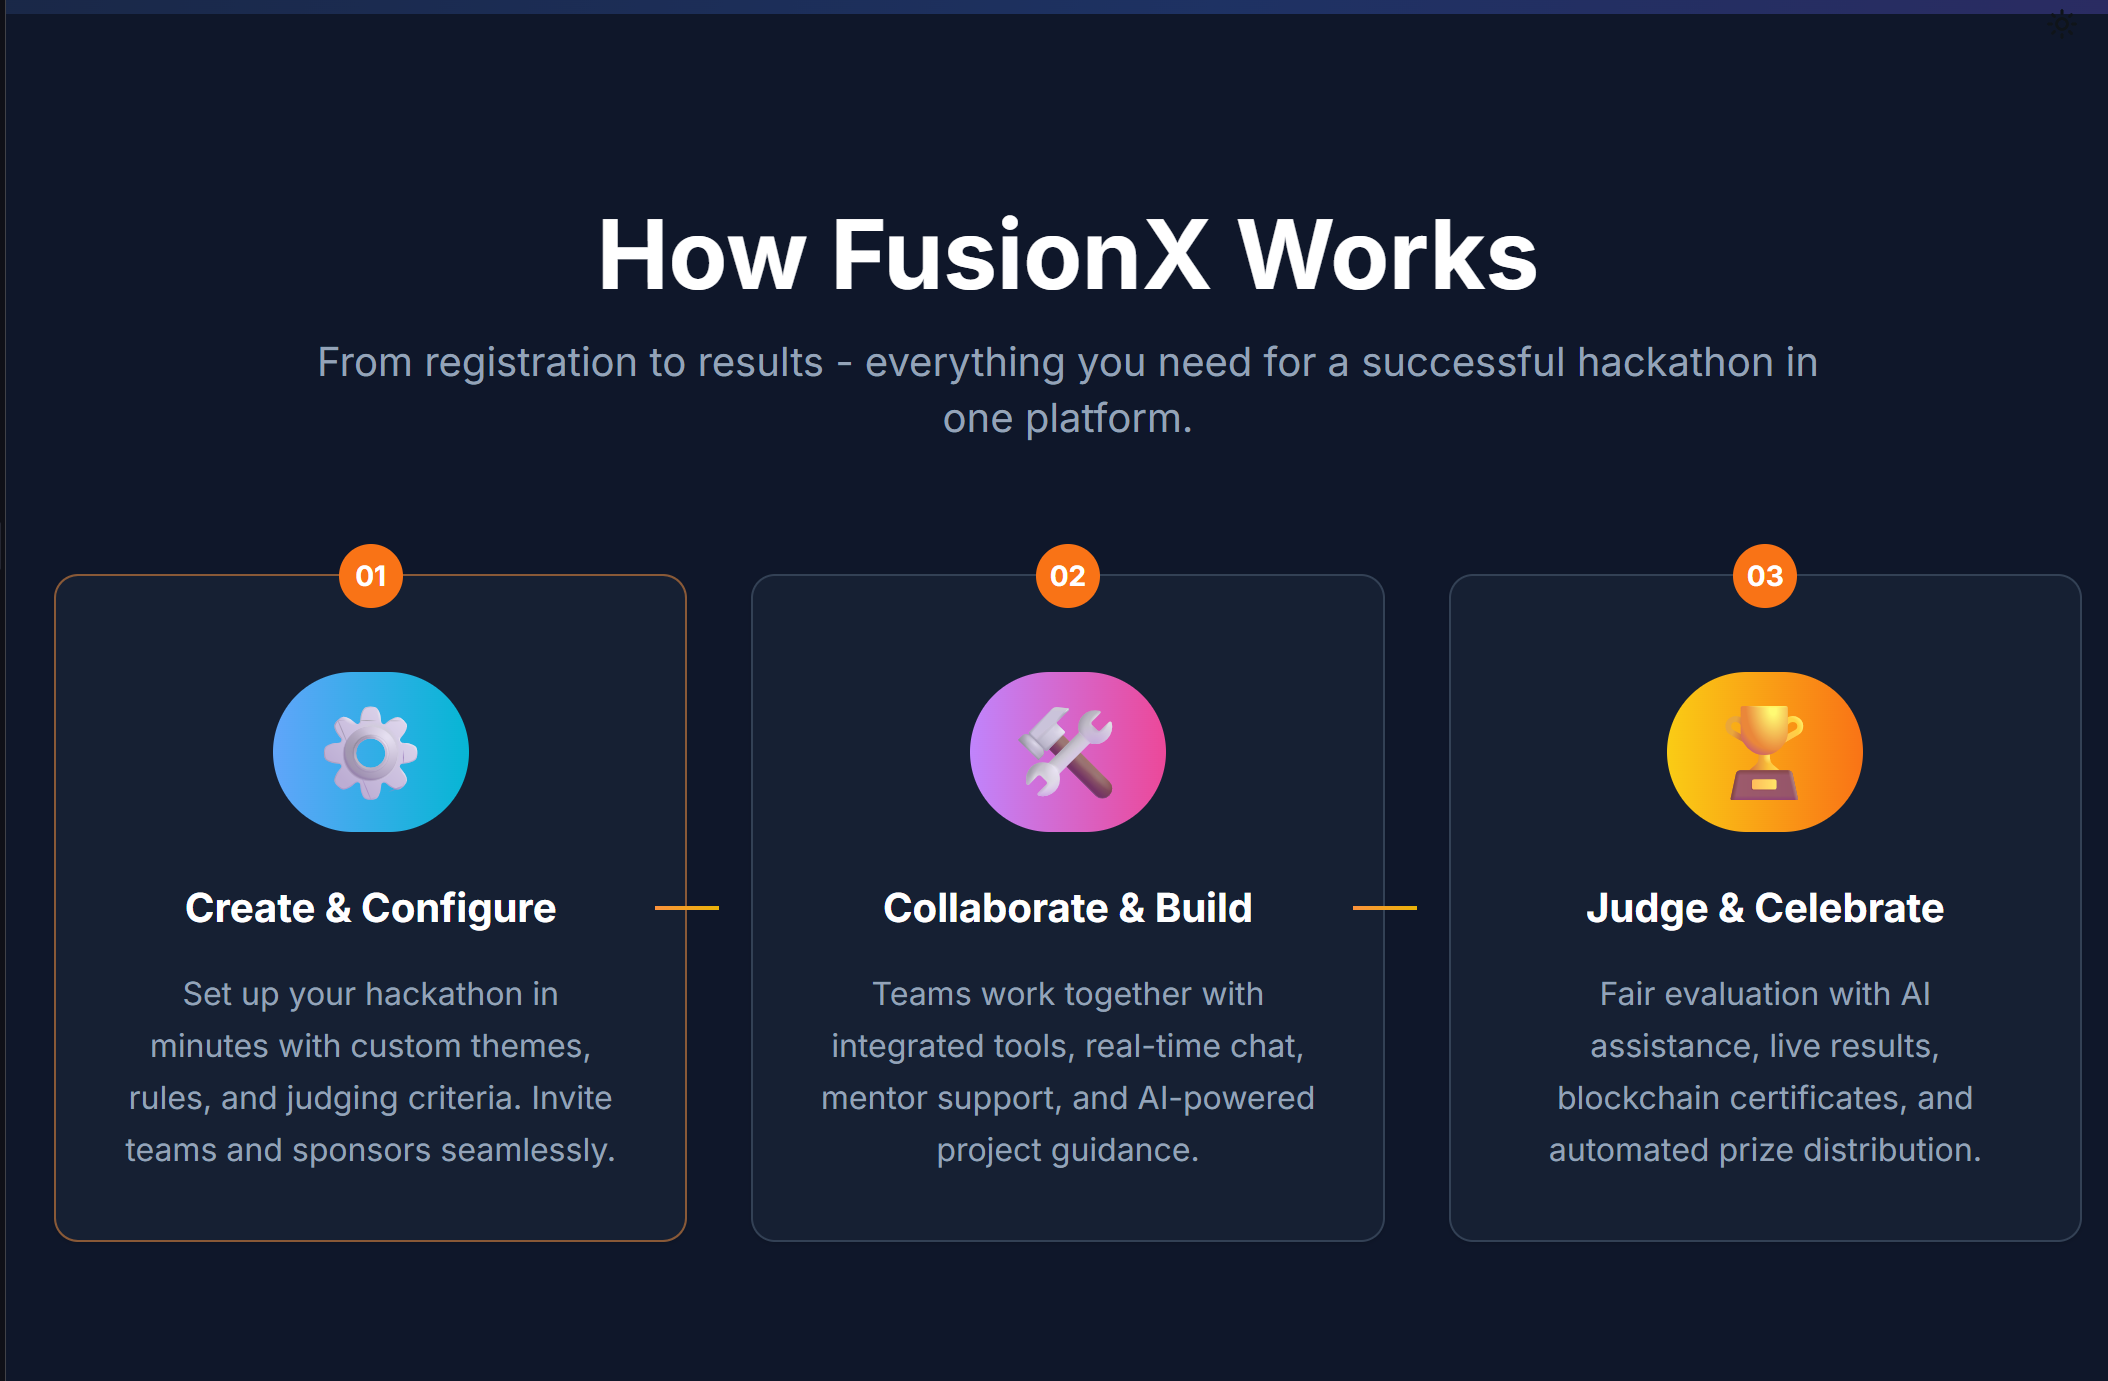 How FusionX Works
From registration to results - everything you need for a successful hackathon in
one platform.
01
Create & Configure
Set up your hackathon in
minutes with custom themes,
rules, and judging criteria. Invite
teams and sponsors seamlessly.
02
Collaborate & Build
Teams work together with
integrated tools, real-time chat,
mentor support, and AI-powered
project guidance.
03
Judge & Celebrate
Fair evaluation with AI
assistance, live results,
blockchain certificates, and
automated prize distribution.